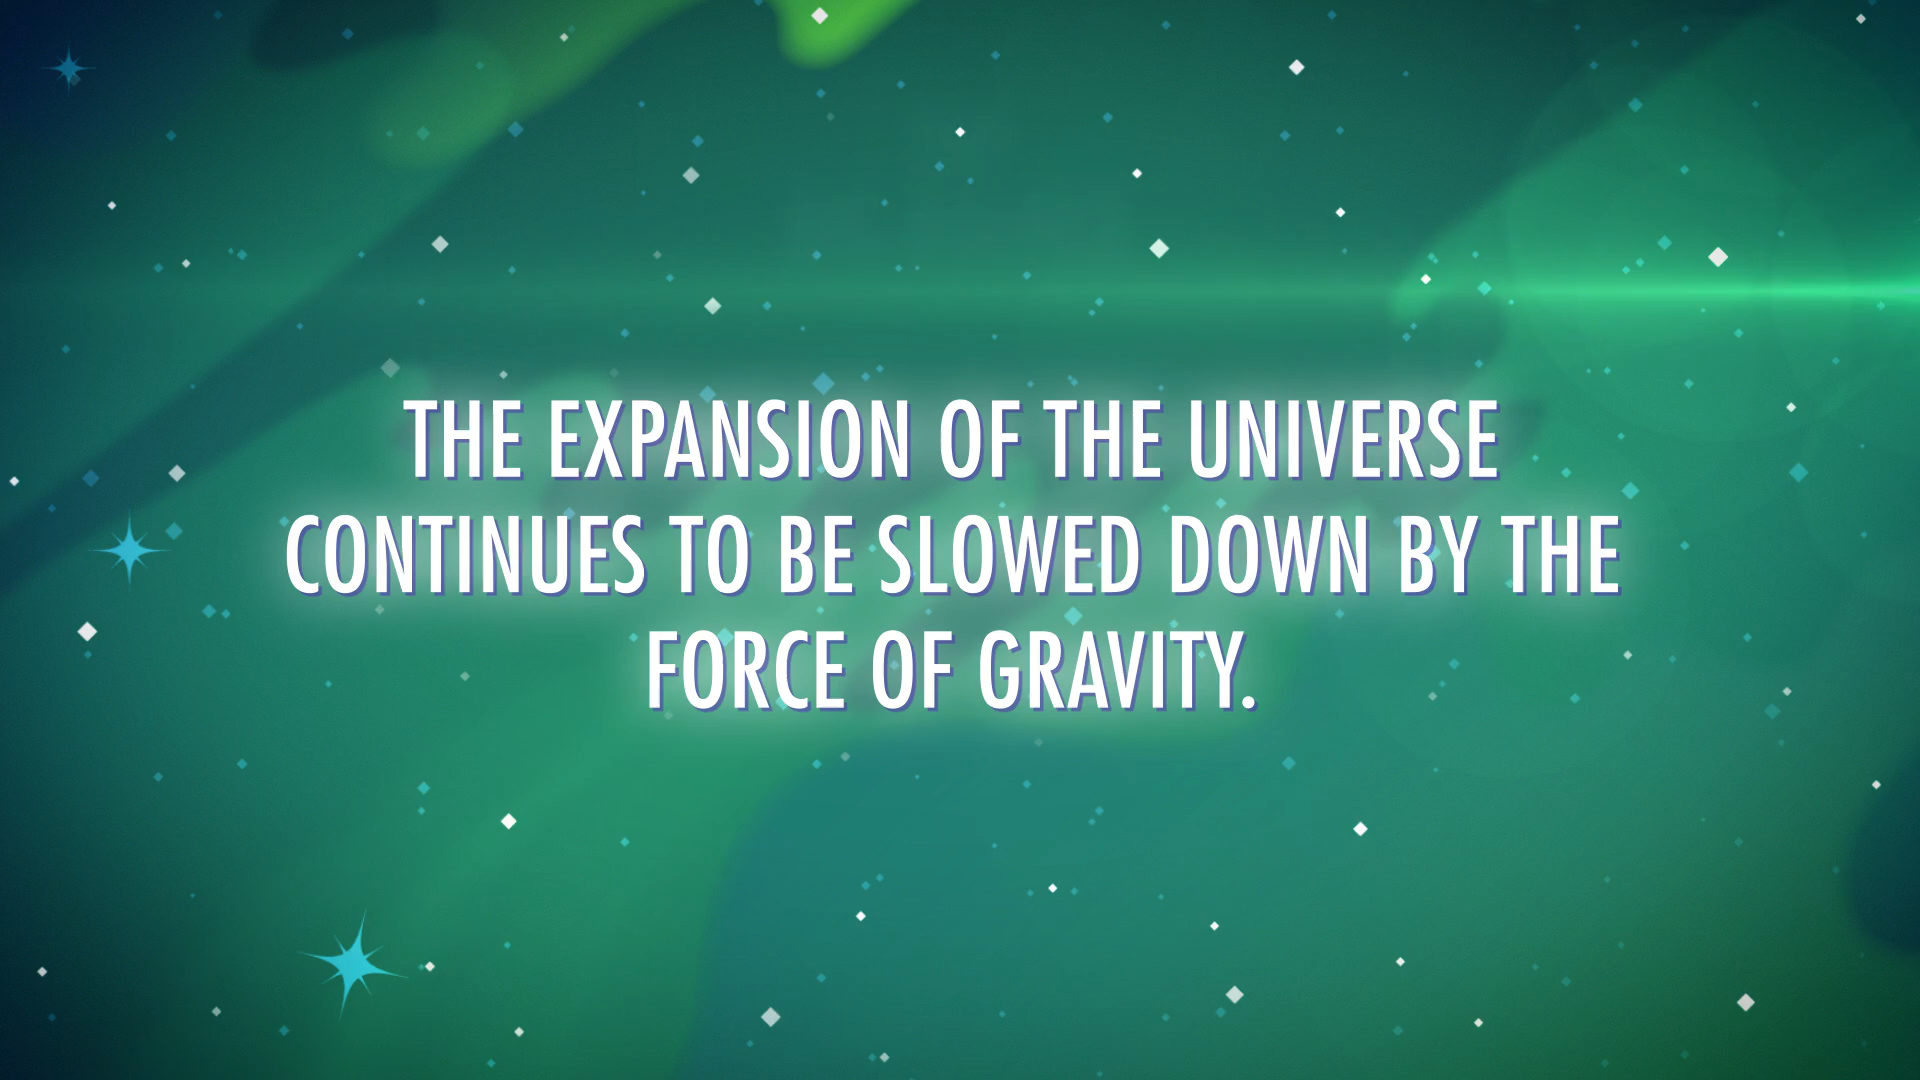 THE EXPANSION OF THE UNIVERSE
CONTINUES TO BE SLOWED DOWN BY THE
FORCE OF GRAVITY.